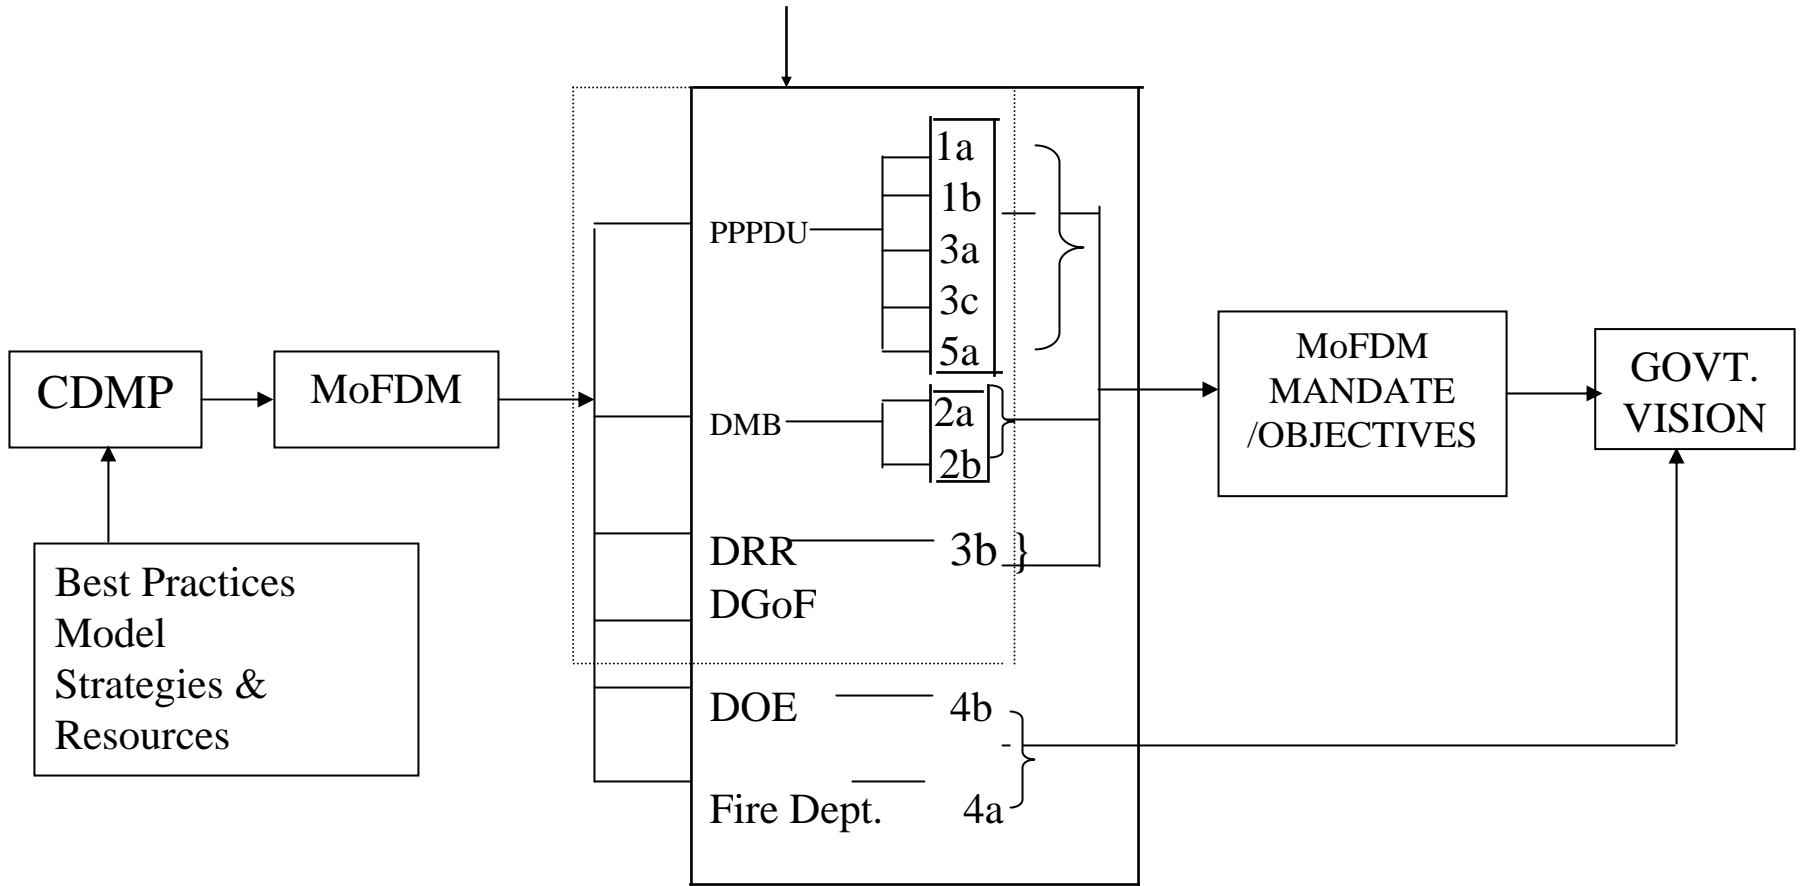 CDMP
Best Practices
Model
Strategies &
Resources
MoFDM
PPPDU
1a
1b
3a
3c
5a
DMB
2a
2b
DRR 3b }
DGoF
DOE 4b
Fire Dept. 4a
MoFDM
MANDATE
/OBJECTIVES
GOVT.
VISION